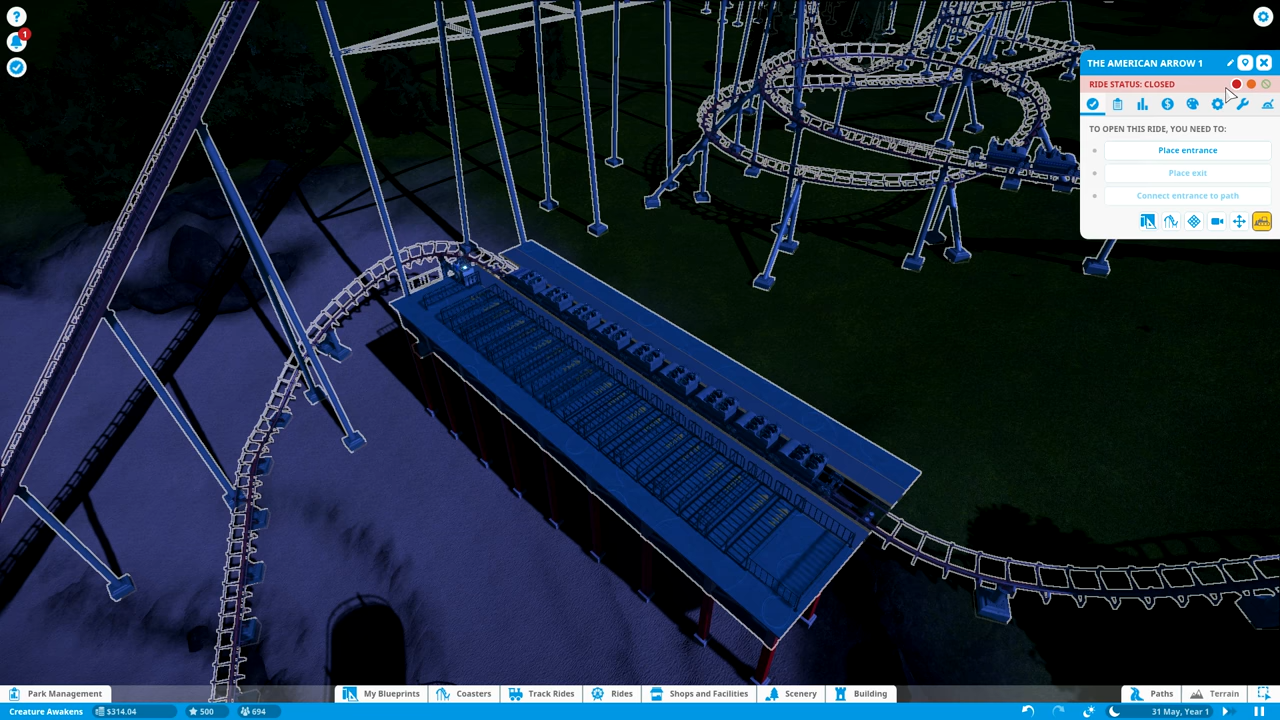 ?
1
THE AMERICAN ARROW 1
RIDE STATUS: CLOSED
TO OPEN THIS RIDE, YOU NEED TO:
Place entrance
Place exit
Connect entrance to path
Park Management
My Blueprints
Coasters
Track Rides
Rides
Shops and Facilities
Scenery
Building
Paths
Terrain
Creature Awakens
$314.04
500
694
31 May, Year 1